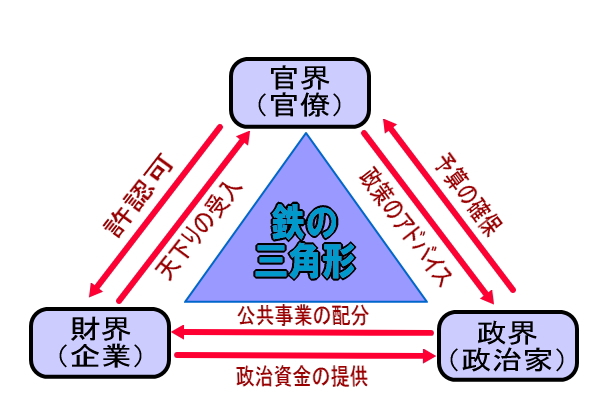 官界
（官僚）
許認可
天下りの受入
政策のアドバイス
予算の確保
鉄の
三角形
財界
（企業）
公共事業の配分
政治資金の提供
政界
（政治家）